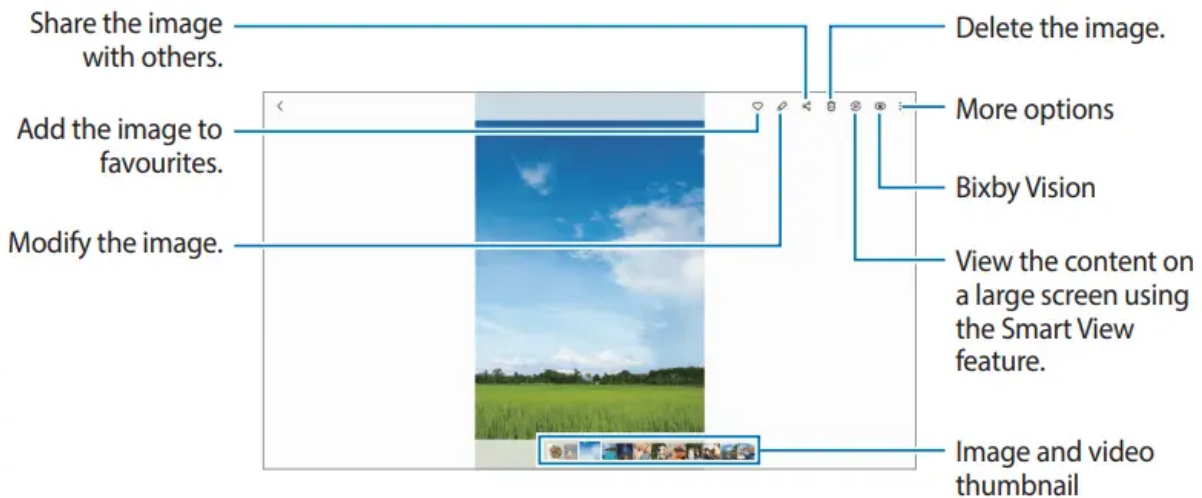 Share the image
with others.
Add the image to
favourites.
Modify the image.
Delete the image.
More options
Bixby Vision
View the content on
a large screen using
the Smart View
feature.
Image and video
thumbnail